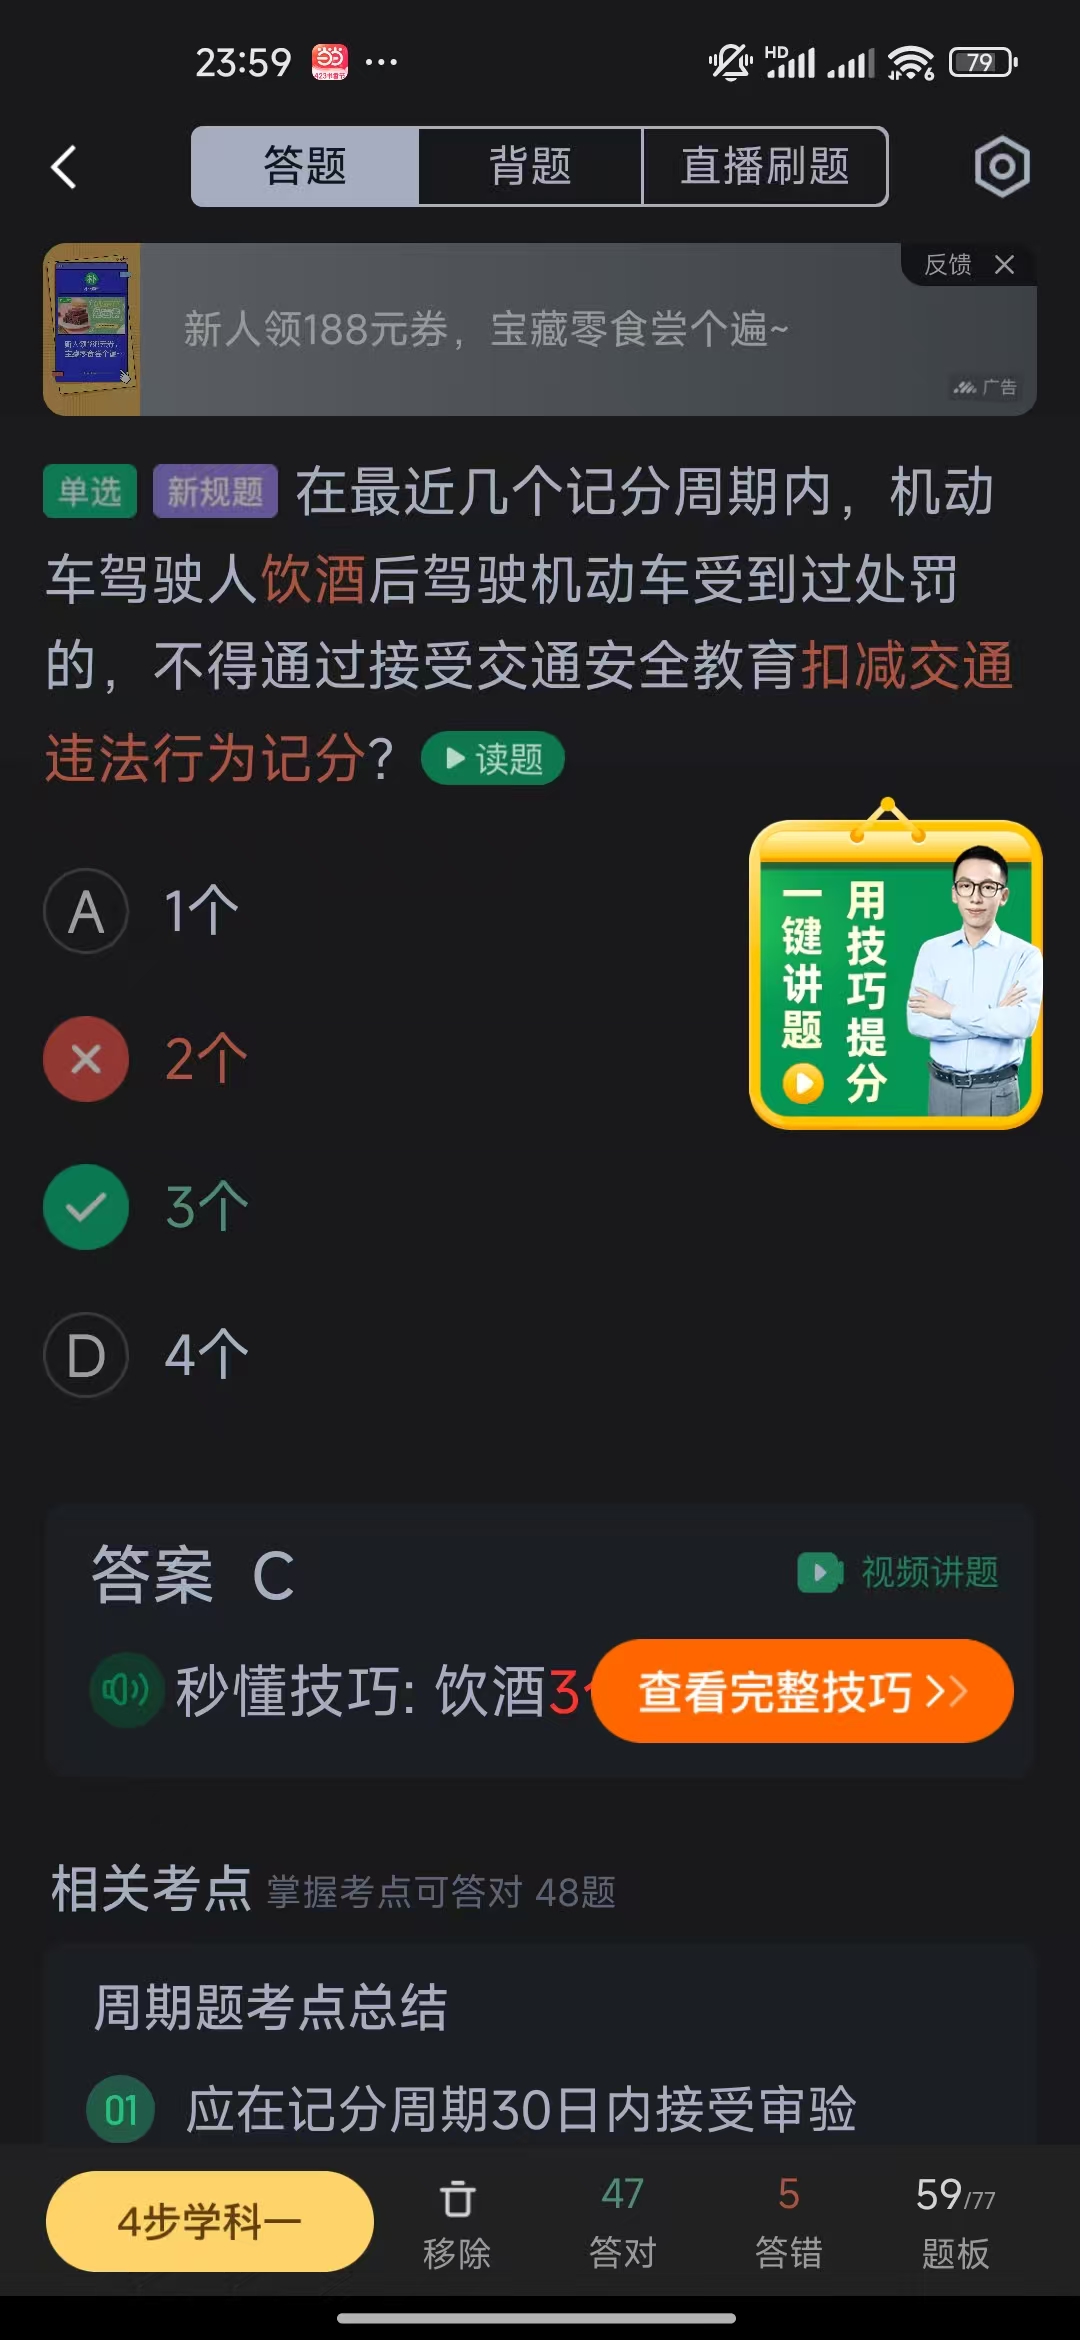 23:59
HD
6
79
答题
背题
直播刷题
新人领188元券，宝藏零食尝个遍~
反馈
广告
单选 新规题 在最近几个记分周期内，机动
车驾驶人饮酒后驾驶机动车受到过处罚
的，不得通过接受交通安全教育扣减交通
违法行为记分？ 读题
A 1个
2个
3个
D 4个
一键讲题
用技巧提分
答案 C
视频讲题
秒懂技巧: 饮酒3
查看完整技巧
相关考点 掌握考点可答对 48题
周期题考点总结
01 应在记分周期30日内接受审验
4步学科一
移除
47
答对
5
答错
59/77
题板